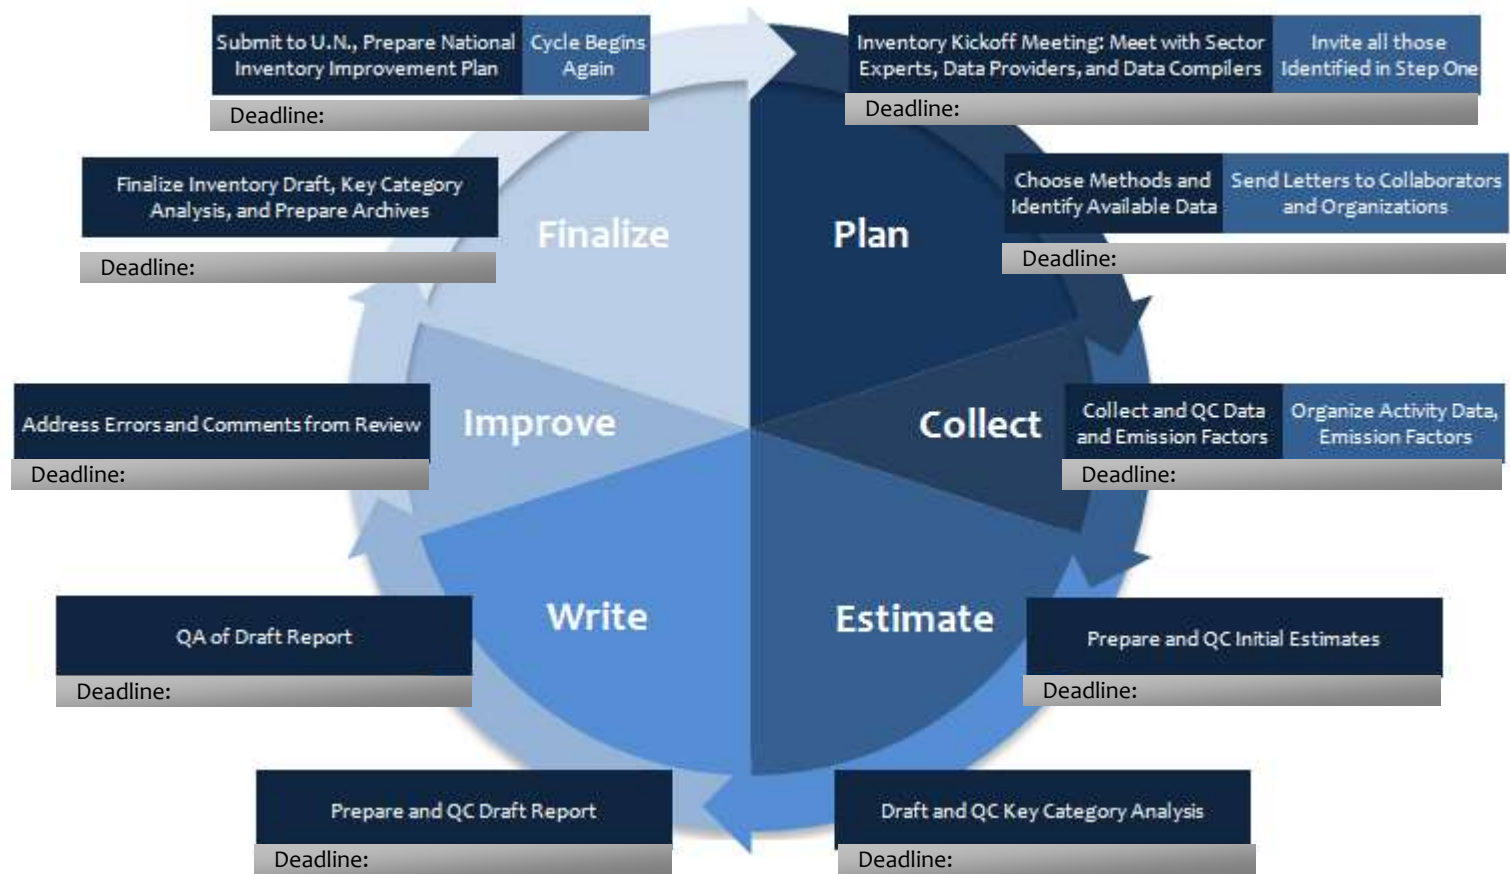 Submit to U.N., Prepare National
Inventory Improvement Plan
Cycle Begins
Again
Deadline:
Inventory Kickoff Meeting: Meet with Sector
Experts, Data Providers, and Data Compilers
Invite all those
Identified in Step One
Deadline:
Finalize Inventory Draft, Key Category
Analysis, and Prepare Archives
Deadline:
Finalize
Plan
Choose Methods and
Identify Available Data
Send Letters to Collaborators
and Organizations
Deadline:
Address Errors and Comments from Review
Deadline:
Improve
Collect
Collect and QC Data
and Emission Factors
Organize Activity Data,
Emission Factors
Deadline:
QA of Draft Report
Deadline:
Write
Estimate
Prepare and QC Initial Estimates
Deadline:
Prepare and QC Draft Report
Deadline:
Draft and QC Key Category Analysis
Deadline: